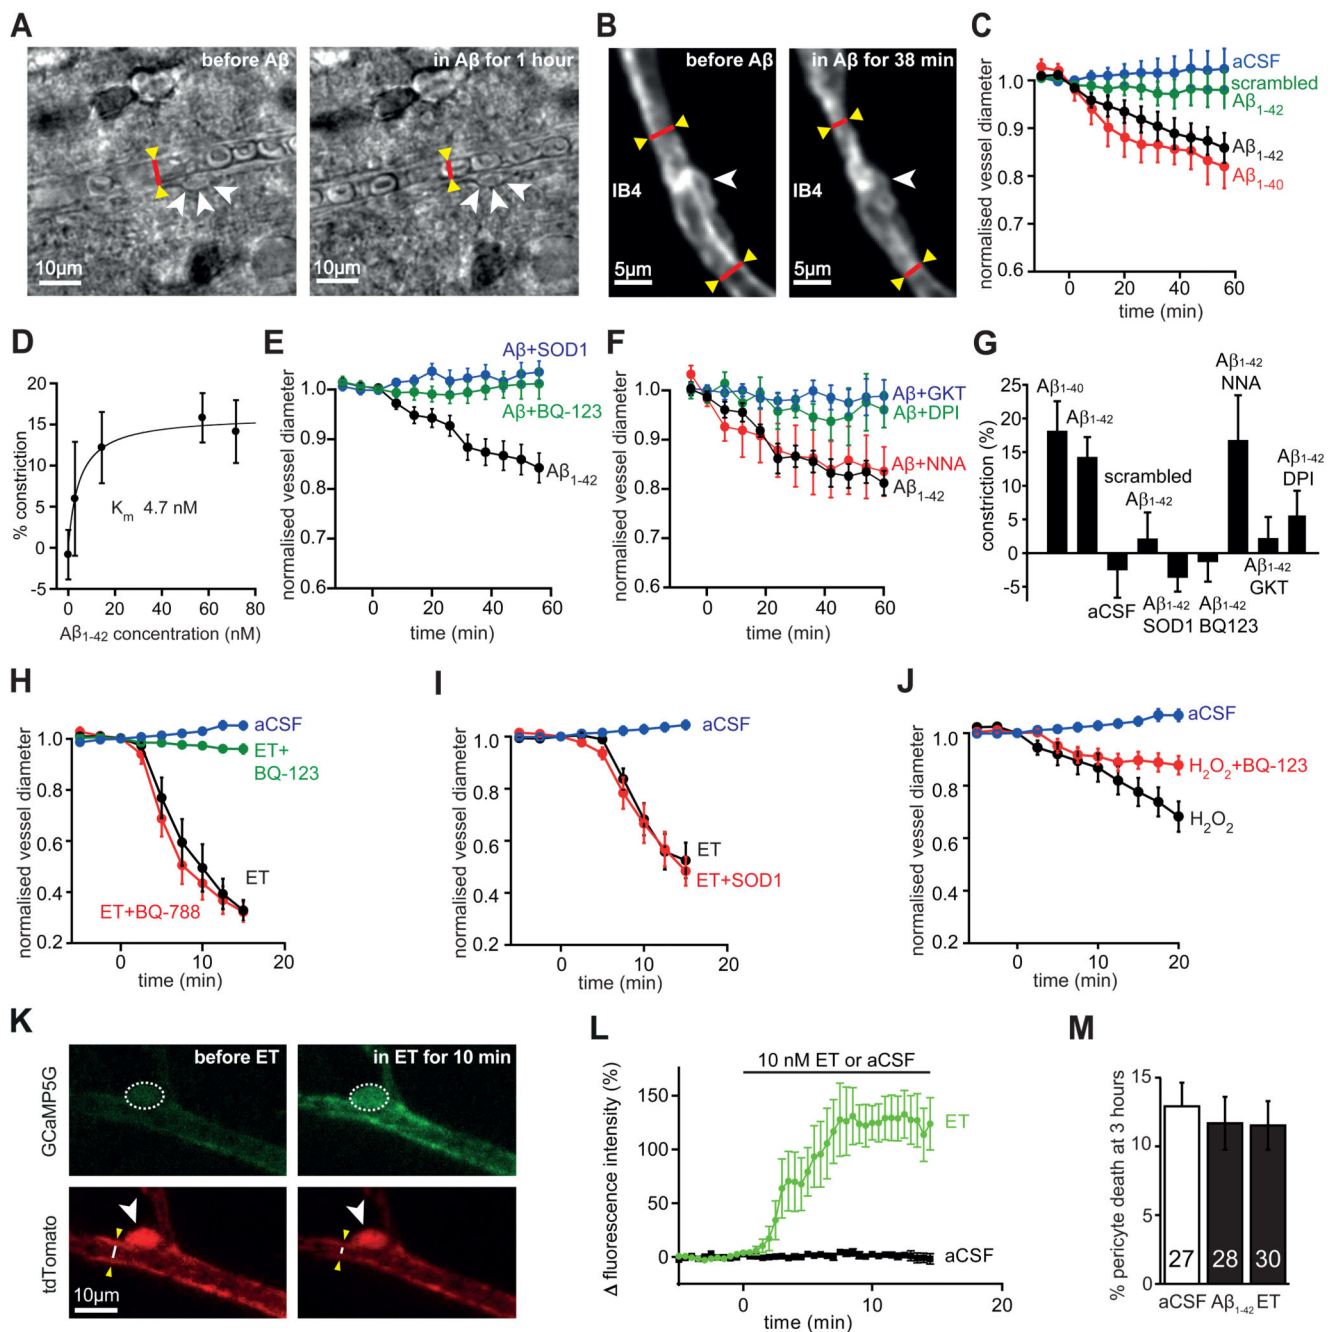 A
before Aβ
in Aβ for 1 hour
10µm
10µm
B
before Aβ
in Aβ for 38 min
IB4
5µm
5µm
C
normalised vessel diameter
1.0
0.9
0.8
0.7
0.6
0 20 40 60
time (min)
aCSF
scrambled
Aβ1-42
Aβ1-42
Aβ1-40
D
% constriction
20
15
10
5
0
-5
Km 4.7 nM
0 20 40 60 80
Aβ1-42 concentration (nM)
E
normalised vessel diameter
1.0
0.9
0.8
0.7
0.6
Aβ+SOD1
Aβ+BQ-123
Aβ1-42
0 20 40 60
time (min)
F
normalised vessel diameter
1.0
0.9
0.8
0.7
0.6
Aβ+GKT
Aβ+DPI
Aβ+NNA
Aβ1-42
0 20 40 60
time (min)
G
constriction (%)
25
20
15
10
5
0
-5
Aβ1-40
Aβ1-42
aCSF
scrambled
Aβ1-42
Aβ1-42
SOD1
Aβ1-42
BQ123
Aβ1-42
NNA
Aβ1-42
GKT
Aβ1-42
DPI
H
normalised vessel diameter
1.0
0.8
0.6
0.4
0.2
aCSF
ET+
BQ-123
ET
ET+BQ-788
0 10 20
time (min)
I
normalised vessel diameter
1.0
0.8
0.6
0.4
0.2
aCSF
ET
ET+SOD1
0 10 20
time (min)
J
normalised vessel diameter
1.0
0.8
0.6
0.4
0.2
aCSF
H2O2+BQ-123
H2O2
0 10 20
time (min)
K
GCaMP5G
before ET
in ET for 10 min
tdTomato
10µm
L
10 nM ET or aCSF
Δ fluorescence intensity (%)
150
100
50
0
ET
aCSF
0 10 20
time (min)
M
% pericyte death at 3 hours
15
10
5
0
27 28 30
aCSF Aβ1-42 ET